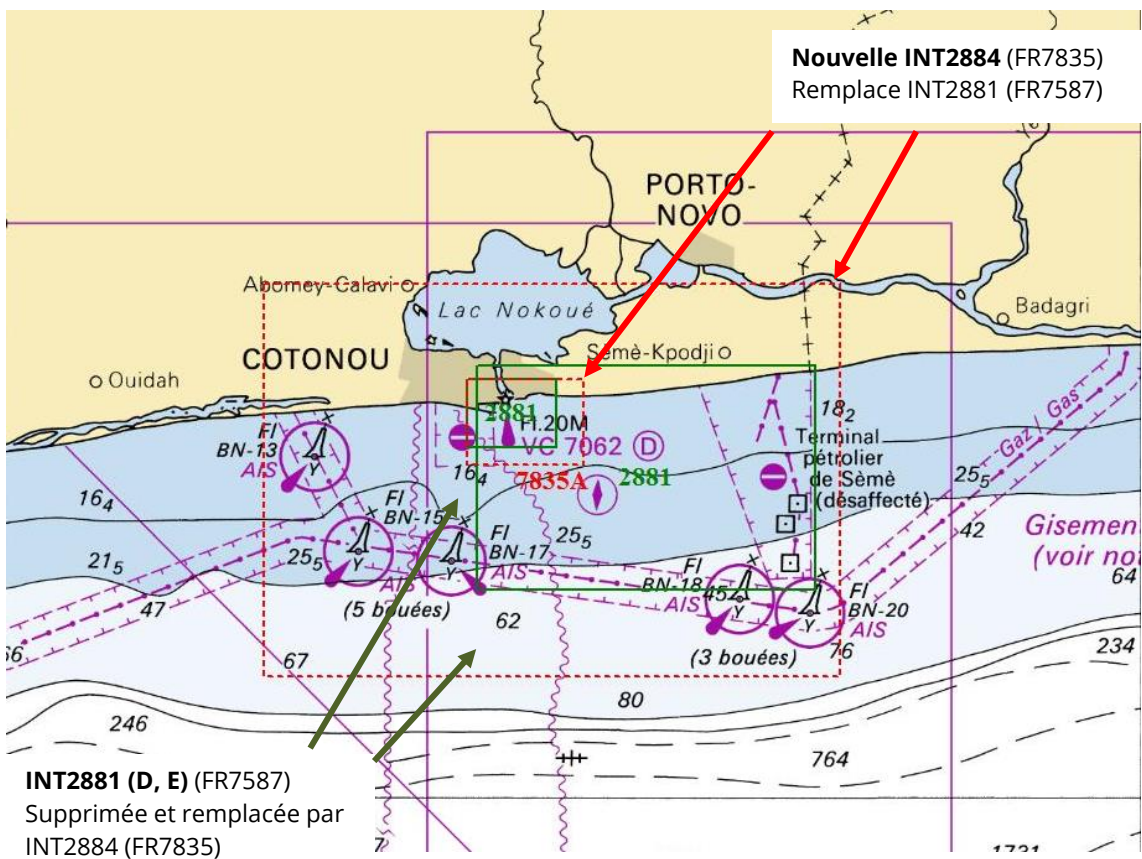 Nouvelle INT2884 (FR7835)
Remplace INT2881 (FR7587)
PORTO-
NOVO
Abomey-Calavi
Lac Nokoué
Badagri
COTONOU
Sèmè-Kpodji
Ouidah
2881
Fl.20M
VC 7062 D
18₂
Fl
BN-13
AIS
Y
16₄
16₄
7835A
2881
Terminal
pétrolier
de Sèmè
(désaffecté)
Gaz / Gas
25₅
42
Fl
BN-15
Y
AIS
Fl
BN-17
Y
AIS
25₅
25₅
21₅
47
Gisemen
(voir no
64
Fl
BN-18
Y
AIS
45
Fl
BN-20
Y
AIS
(5 bouées)
62
(3 bouées)
76
234
66
67
80
246
764
INT2881 (D, E) (FR7587)
Supprimée et remplacée par
INT2884 (FR7835)
1731